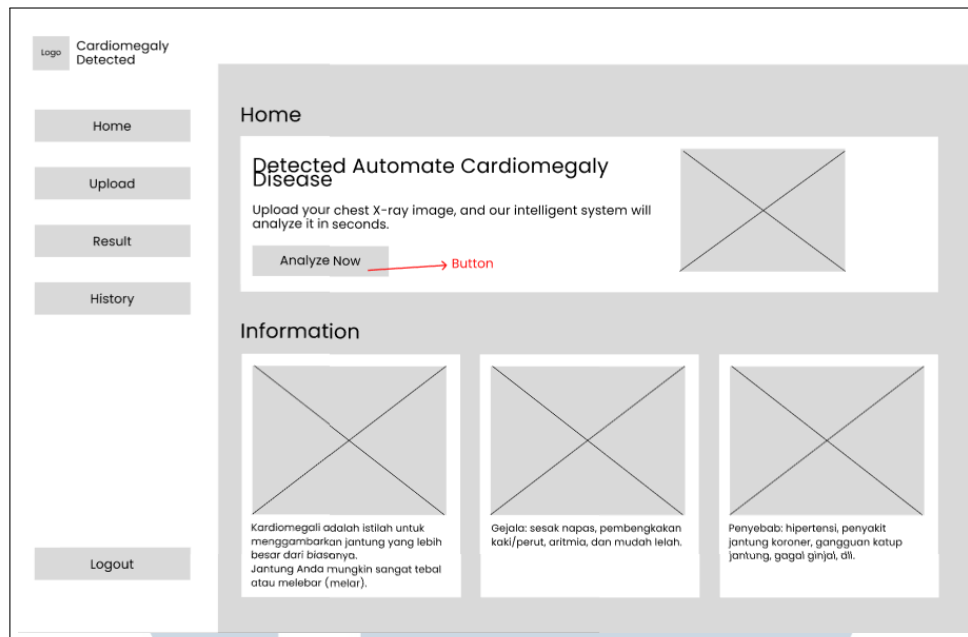 Logo
Cardiomegaly
Detected
Home
Upload
Result
History
Logout
Home
Detected Automate Cardiomegaly
Disease
Upload your chest X-ray image, and our intelligent system will
analyze it in seconds.
Analyze Now
Button
Information
Kardiomegali adalah istilah untuk
menggambarkan jantung yang lebih
besar dari biasanya.
Jantung Anda mungkin sangat tebal
atau melebar (melar).
Gejala: sesak napas, pembengkakan
kaki/perut, aritmia, dan mudah lelah.
Penyebab: hipertensi, penyakit
jantung koroner, gangguan katup
jantung, gagal ginjal, dll.